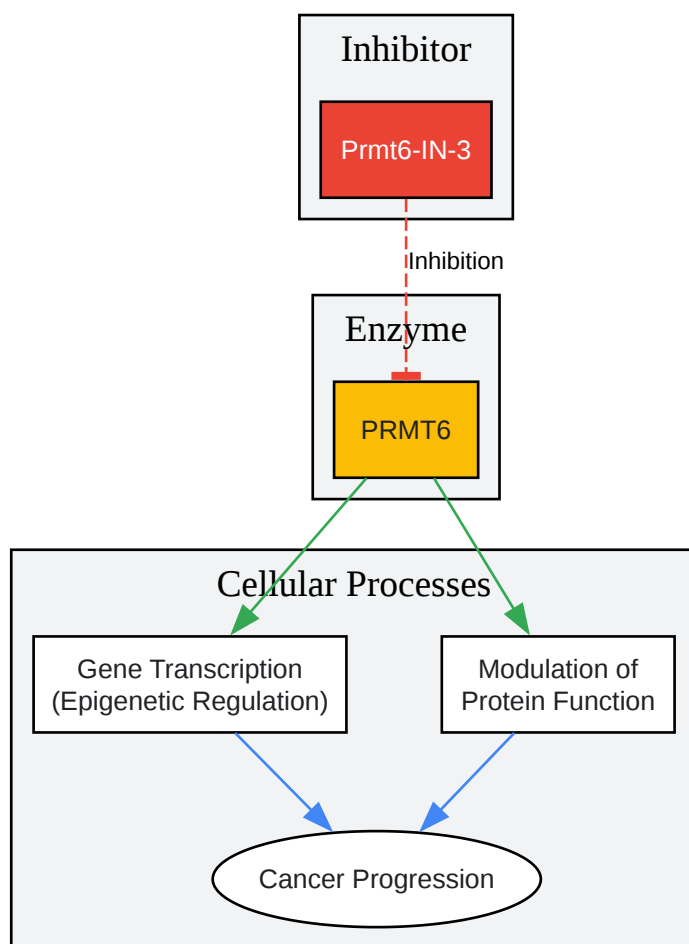 Inhibitor
Prmt6-IN-3
Inhibition
Enzyme
PRMT6
Cellular Processes
Gene Transcription
(Epigenetic Regulation)
Modulation of
Protein Function
Cancer Progression